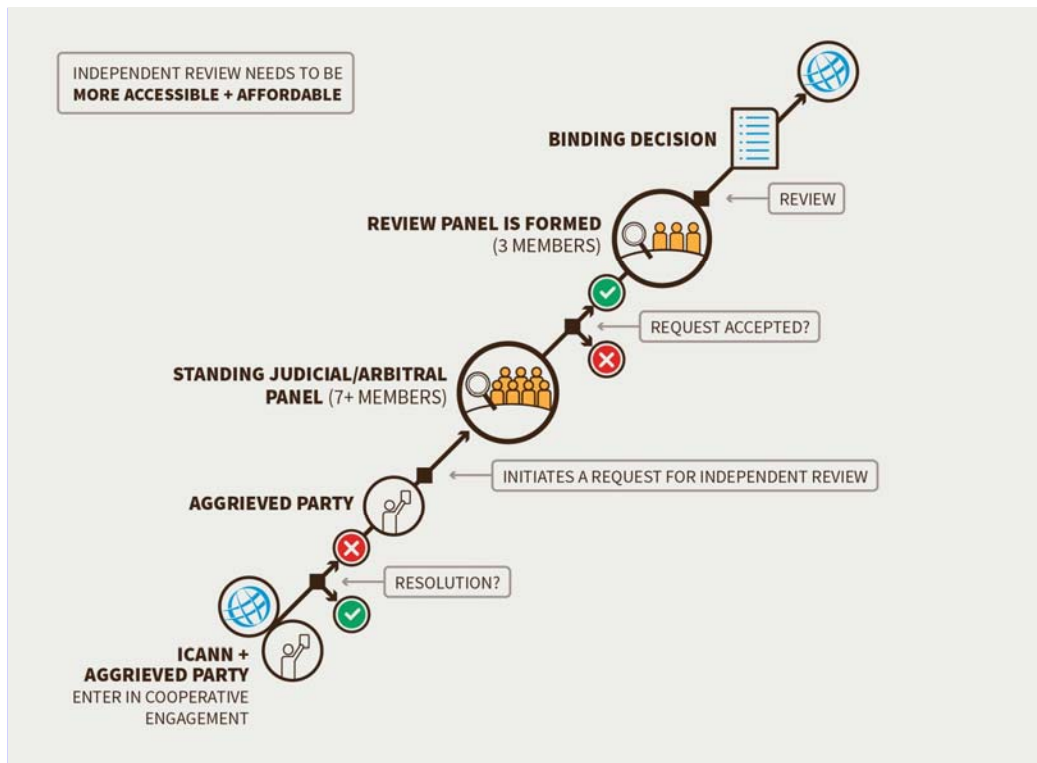 INDEPENDENT REVIEW NEEDS TO BE
MORE ACCESSIBLE + AFFORDABLE
BINDING DECISION
REVIEW
REVIEW PANEL IS FORMED
(3 MEMBERS)
REQUEST ACCEPTED?
STANDING JUDICIAL/ARBITRAL
PANEL (7+ MEMBERS)
INITIATES A REQUEST FOR INDEPENDENT REVIEW
AGGRIEVED PARTY
RESOLUTION?
ICANN +
AGGRIEVED PARTY
ENTER IN COOPERATIVE
ENGAGEMENT